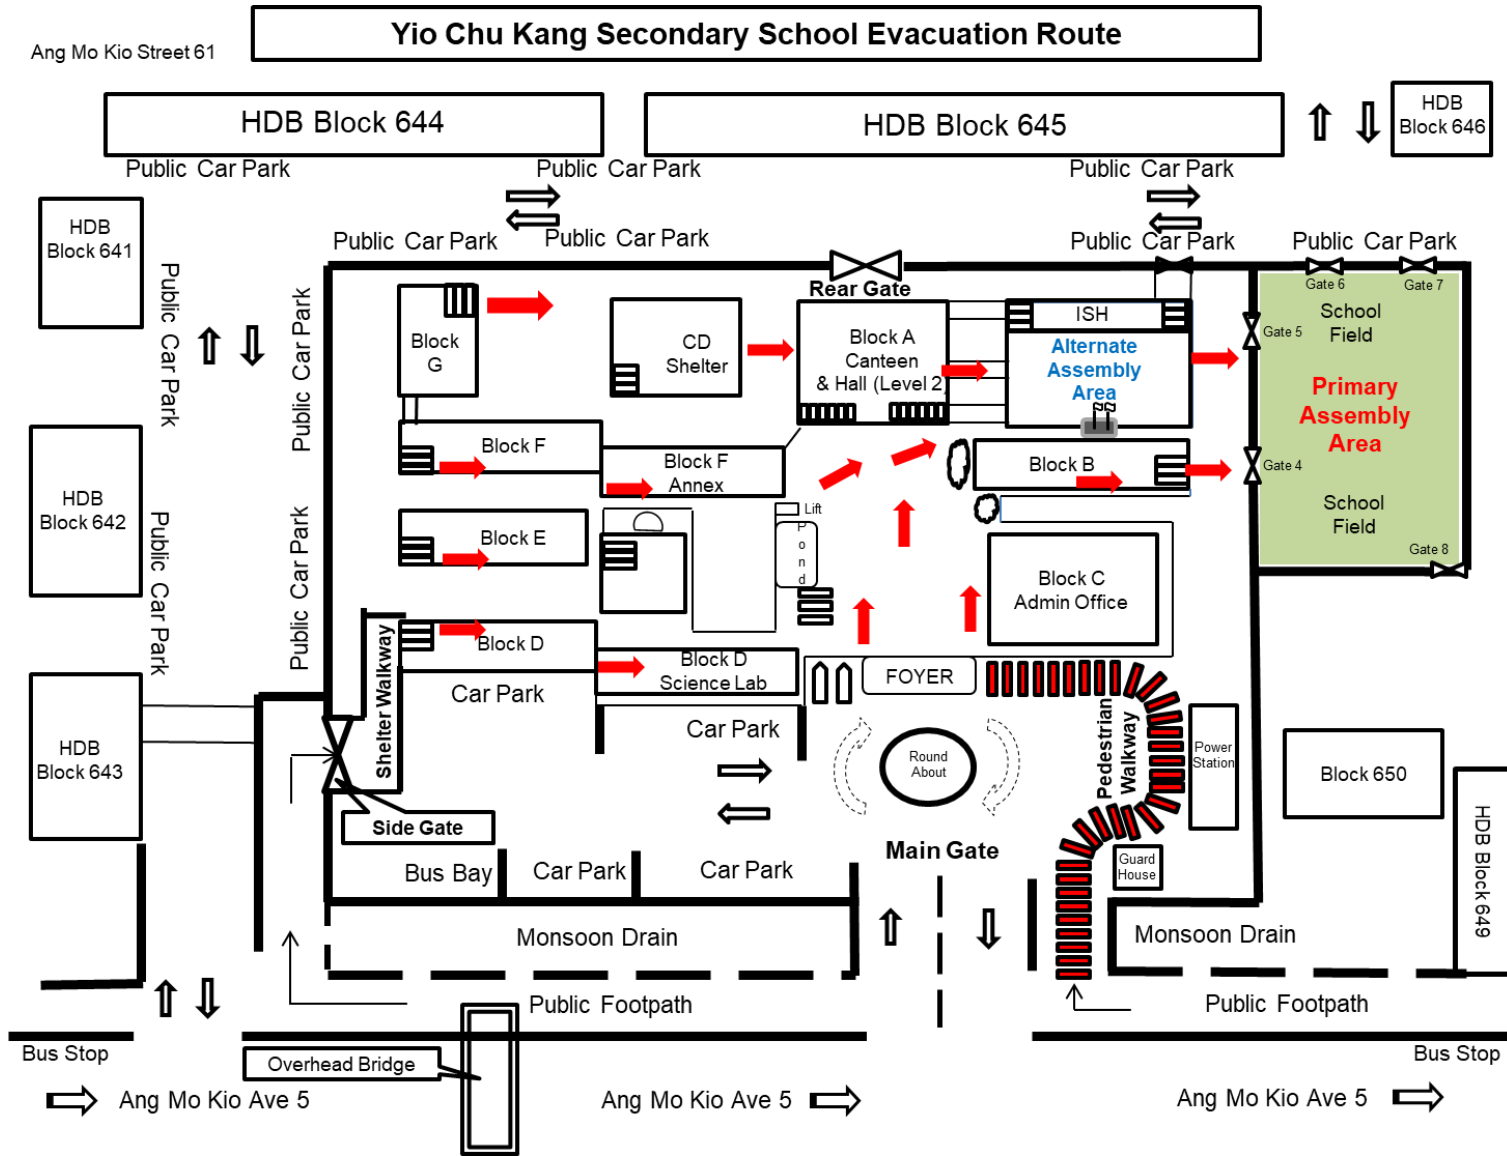 Yio Chu Kang Secondary School Evacuation Route
Ang Mo Kio Street 61
HDB Block 644
HDB Block 645
HDB
Block 646
Public Car Park
Public Car Park
Public Car Park
HDB
Block 641
Public Car Park
Public Car Park
Public Car Park
Public Car Park
Public Car Park
Public Car Park
Rear Gate
Gate 6
Gate 7
Block
G
CD
Shelter
Block A
Canteen
& Hall (Level 2)
ISH
Alternate
Assembly
Area
Gate 5
School
Field
Primary
Assembly
Area
HDB
Block 642
Block F
Block F
Annex
Block B
Gate 4
School
Field
Gate 8
Public Car Park
Public Car Park
Block E
Lift
Pond
Block C
Admin Office
Block D
Block D
Science Lab
FOYER
Shelter Walkway
Car Park
Car Park
HDB
Block 643
Round
About
Pedestrian
Walkway
Power
Station
Block 650
Side Gate
Main Gate
Guard
House
HDB Block 649
Bus Bay
Car Park
Car Park
Monsoon Drain
Monsoon Drain
Public Footpath
Public Footpath
Bus Stop
Overhead Bridge
Bus Stop
Ang Mo Kio Ave 5
Ang Mo Kio Ave 5
Ang Mo Kio Ave 5